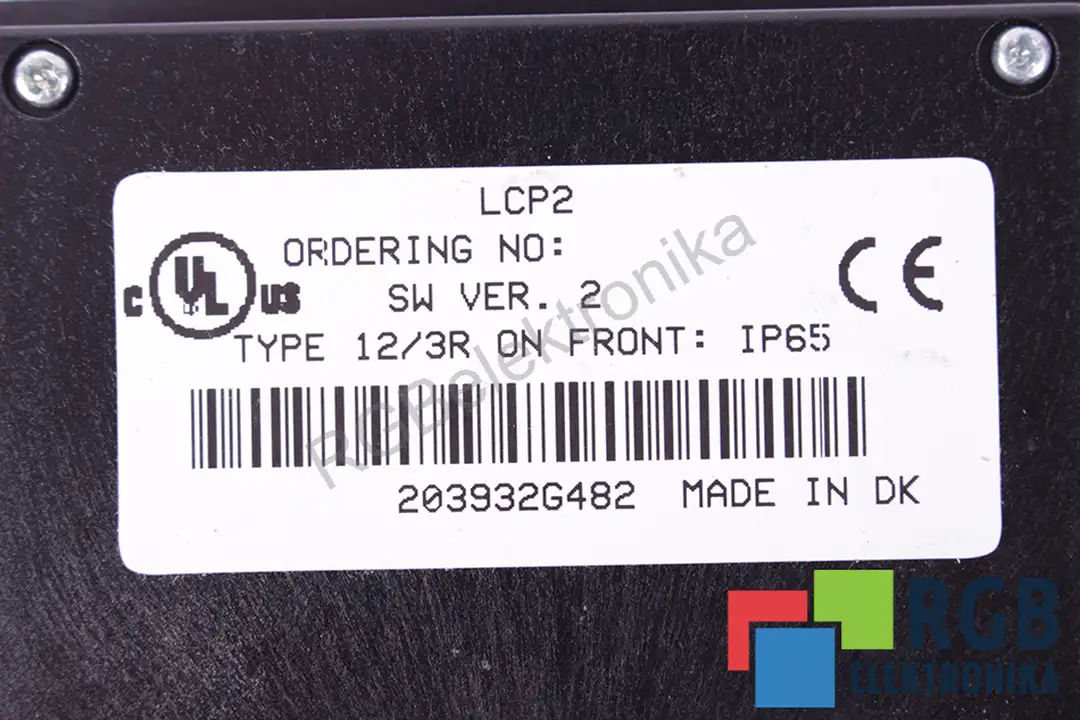 LCP2
ORDERING NO:
SW VER. 2
TYPE 12/3R ON FRONT: IP65
C UL US
CE
203932G482 MADE IN DK
RGBelektronika
RGB
ELEKTRONIKA